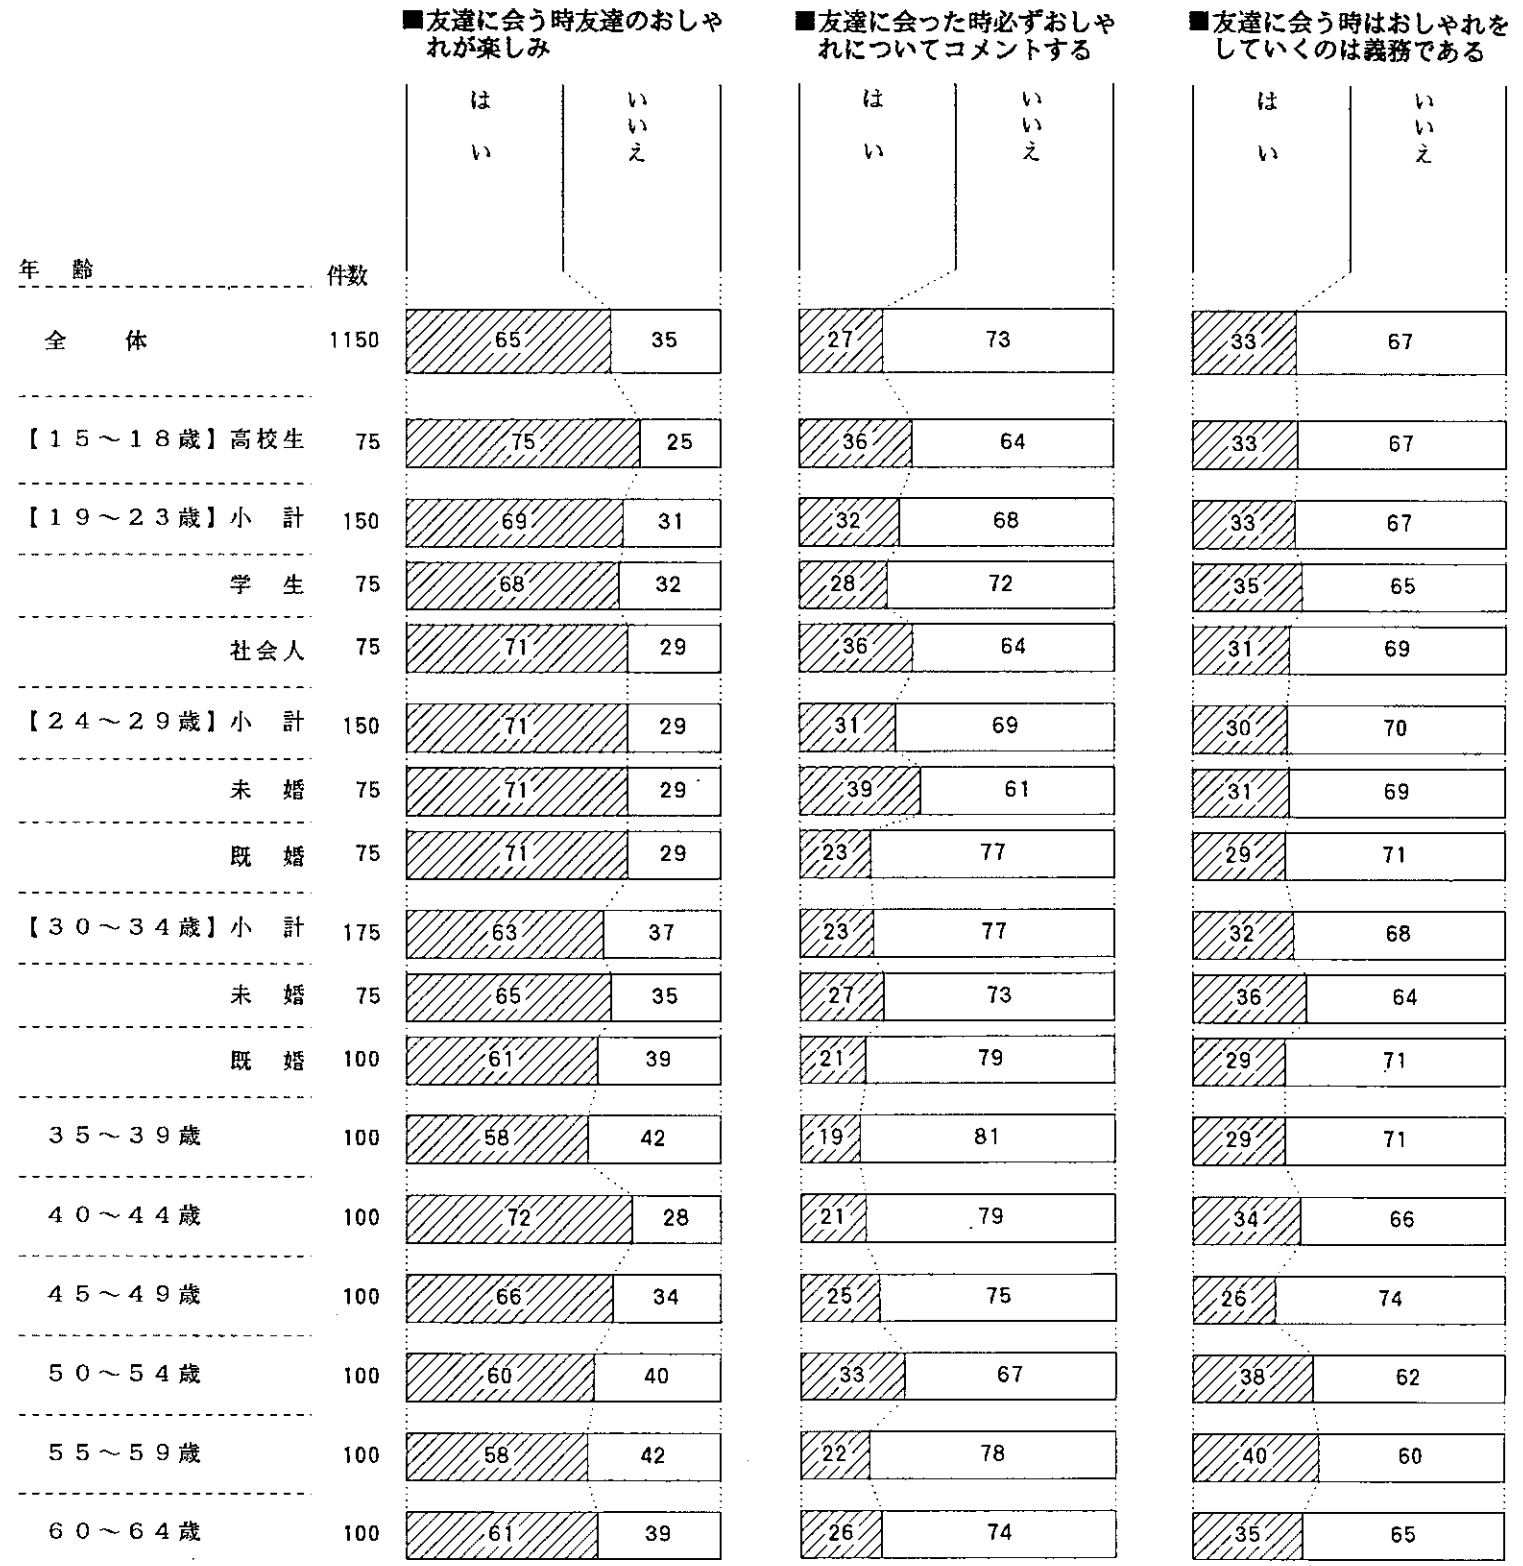 ■友達に会う時友達のおしゃ
れが楽しみ
■友達に会った時必ずおしゃ
れについてコメントする
■友達に会う時はおしゃれを
していくのは義務である
はい いいえ はい いいえ はい いいえ
年 齢 件数
全 体 1150 65 35 27 73 33 67
【15~18歳】高校生 75 75 25 36 64 33 67
【19~23歳】小 計 150 69 31 32 68 33 67
学 生 75 68 32 28 72 35 65
社会人 75 71 29 36 64 31 69
【24~29歳】小 計 150 71 29 31 69 30 70
未 婚 75 71 29 39 61 31 69
既 婚 75 71 29 23 77 29 71
【30~34歳】小 計 175 63 37 23 77 32 68
未 婚 75 65 35 27 73 36 64
既 婚 100 61 39 21 79 29 71
35~39歳 100 58 42 19 81 29 71
40~44歳 100 72 28 21 79 34 66
45~49歳 100 66 34 25 75 26 74
50~54歳 100 60 40 33 67 38 62
55~59歳 100 58 42 22 78 40 60
60~64歳 100 61 39 26 74 35 65